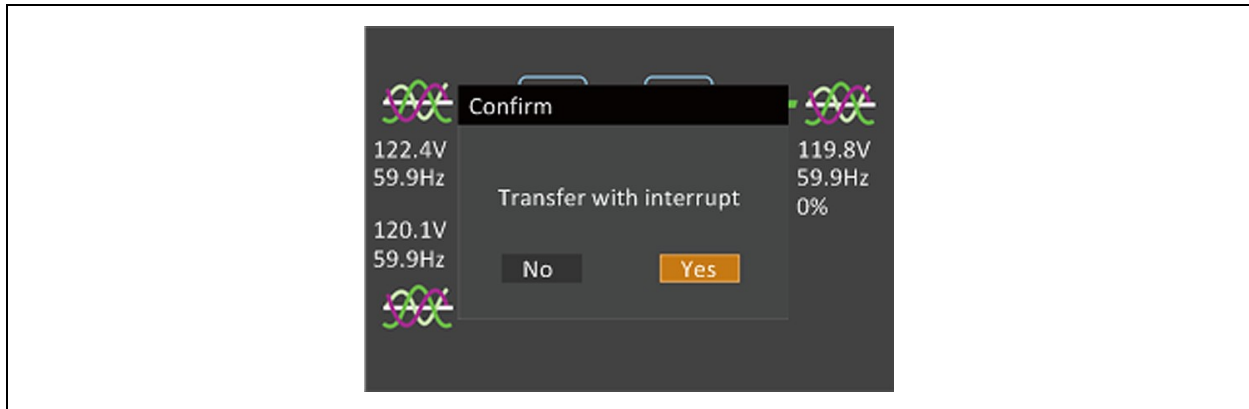 Confirm
122.4V
59.9Hz
119.8V
59.9Hz
0%
Transfer with interrupt
120.1V
59.9Hz
No
Yes